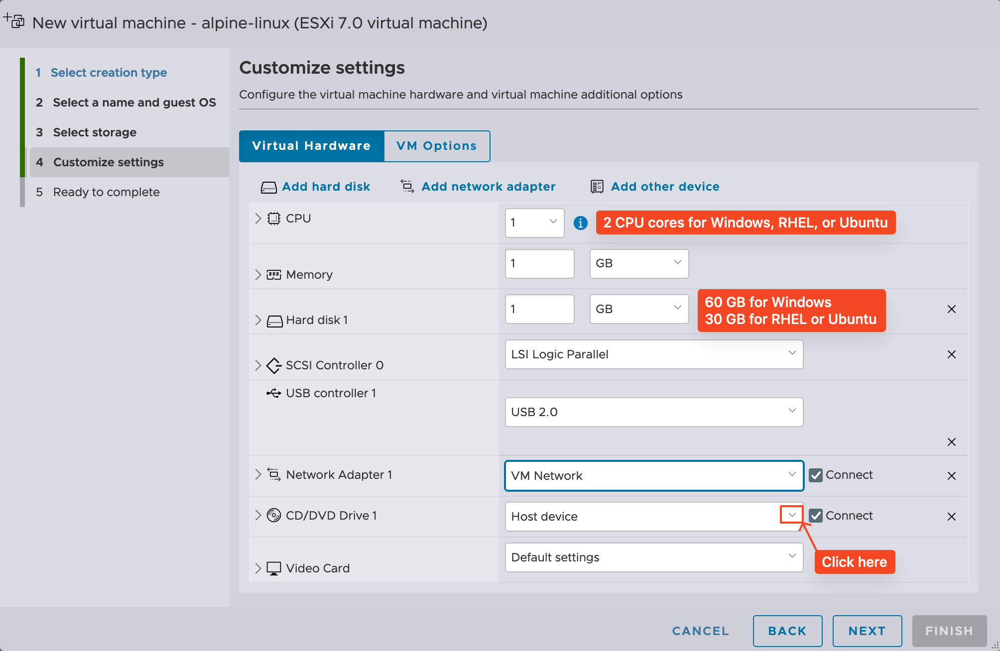 New virtual machine - alpine-linux (ESXi 7.0 virtual machine)
1 Select creation type
2 Select a name and guest OS
3 Select storage
4 Customize settings
5 Ready to complete
Customize settings
Configure the virtual machine hardware and virtual machine additional options
Virtual Hardware VM Options
Add hard disk Add network adapter Add other device
CPU 1 2 CPU cores for Windows, RHEL, or Ubuntu
Memory 1 GB
Hard disk 1 1 GB 60 GB for Windows
30 GB for RHEL or Ubuntu
SCSI Controller 0 LSI Logic Parallel
USB controller 1 USB 2.0
Network Adapter 1 VM Network Connect
CD/DVD Drive 1 Host device Connect
Video Card Default settings Click here
CANCEL BACK NEXT FINISH